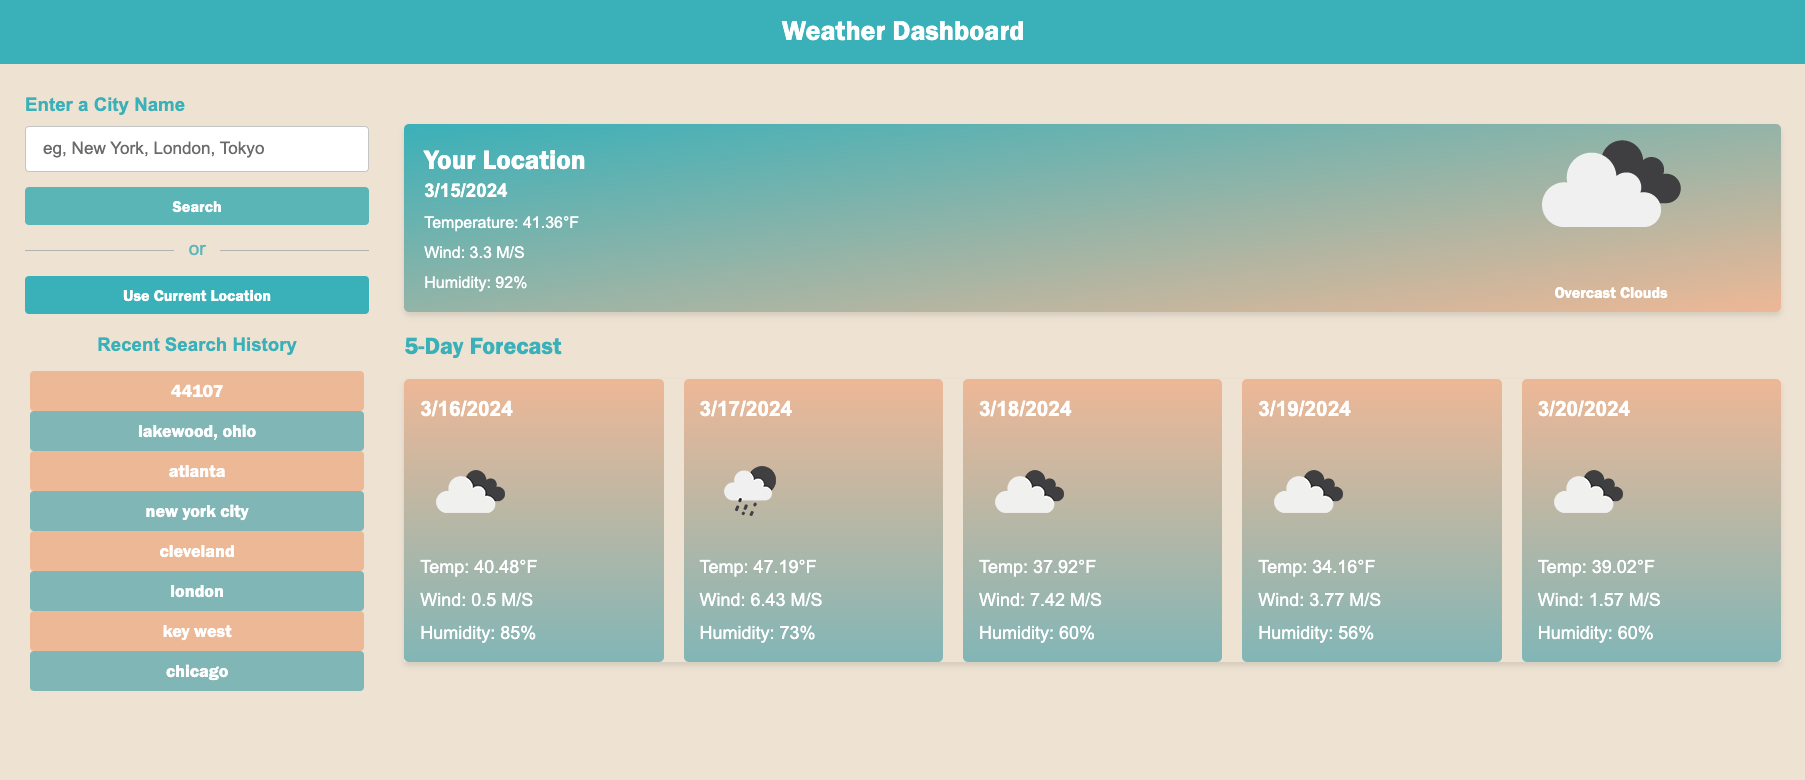 Weather Dashboard
Enter a City Name
eg, New York, London, Tokyo
Search
or
Use Current Location
Recent Search History
44107
lakewood, ohio
atlanta
new york city
cleveland
london
key west
chicago
Your Location
3/15/2024
Temperature: 41.36°F
Wind: 3.3 M/S
Humidity: 92%
Overcast Clouds
5-Day Forecast
3/16/2024
Temp: 40.48°F
Wind: 0.5 M/S
Humidity: 85%
3/17/2024
Temp: 47.19°F
Wind: 6.43 M/S
Humidity: 73%
3/18/2024
Temp: 37.92°F
Wind: 7.42 M/S
Humidity: 60%
3/19/2024
Temp: 34.16°F
Wind: 3.77 M/S
Humidity: 56%
3/20/2024
Temp: 39.02°F
Wind: 1.57 M/S
Humidity: 60%